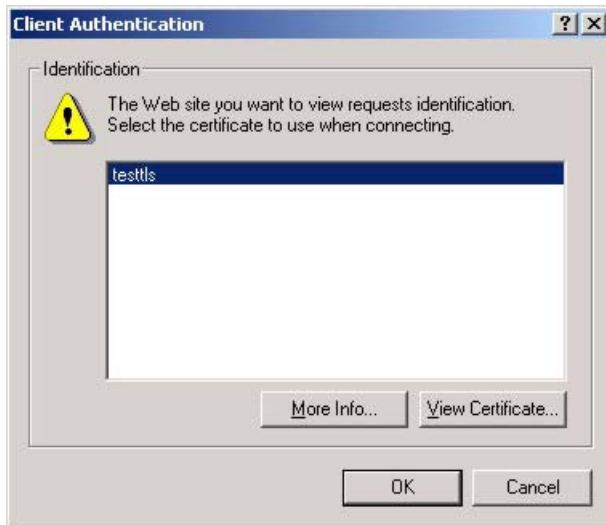 Client Authentication
Identification
The Web site you want to view requests identification.
Select the certificate to use when connecting.
testtls
More Info...
View Certificate...
OK
Cancel